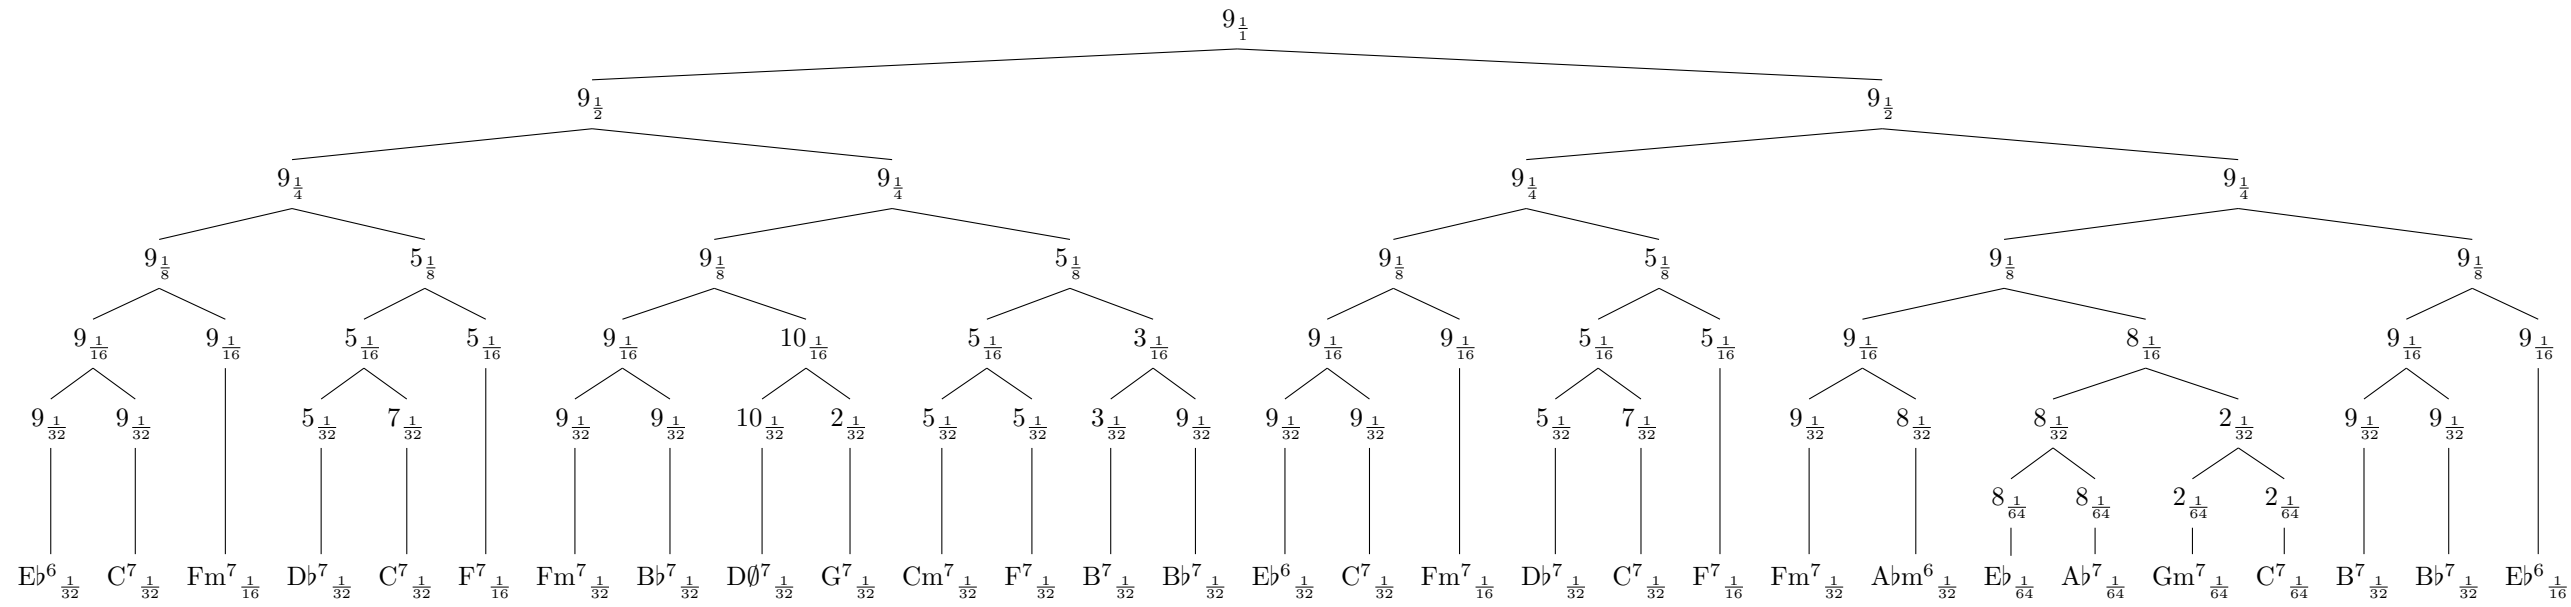 9 1/1
9 1/2 9 1/2
9 1/4 9 1/4 9 1/4 9 1/4
9 1/8 5 1/8 9 1/8 5 1/8 9 1/8 5 1/8 9 1/8 9 1/8
9 1/16 9 1/16 5 1/16 5 1/16 9 1/16 10 1/16 5 1/16 3 1/16 9 1/16 9 1/16 5 1/16 5 1/16 9 1/16 8 1/16 9 1/16 9 1/16
9 1/32 9 1/32 5 1/32 7 1/32 9 1/32 9 1/32 10 1/32 2 1/32 5 1/32 5 1/32 3 1/32 9 1/32 9 1/32 9 1/32 5 1/32 7 1/32 9 1/32 8 1/32 8 1/32 2 1/32 9 1/32 9 1/32
8 1/64 8 1/64 2 1/64 2 1/64
E♭⁶ 1/32 C⁷ 1/32 Fm⁷ 1/16 D♭⁷ 1/32 C⁷ 1/32 F⁷ 1/16 Fm⁷ 1/32 B♭⁷ 1/32 D∅⁷ 1/32 G⁷ 1/32 Cm⁷ 1/32 F⁷ 1/32 B⁷ 1/32 B♭⁷ 1/32 E♭⁶ 1/32 C⁷ 1/32 Fm⁷ 1/16 D♭⁷ 1/32 C⁷ 1/32 F⁷ 1/16 Fm⁷ 1/32 A♭m⁶ 1/32 E♭ 1/64 A♭⁷ 1/64 Gm⁷ 1/64 C⁷ 1/64 B⁷ 1/32 B♭⁷ 1/32 E♭⁶ 1/16